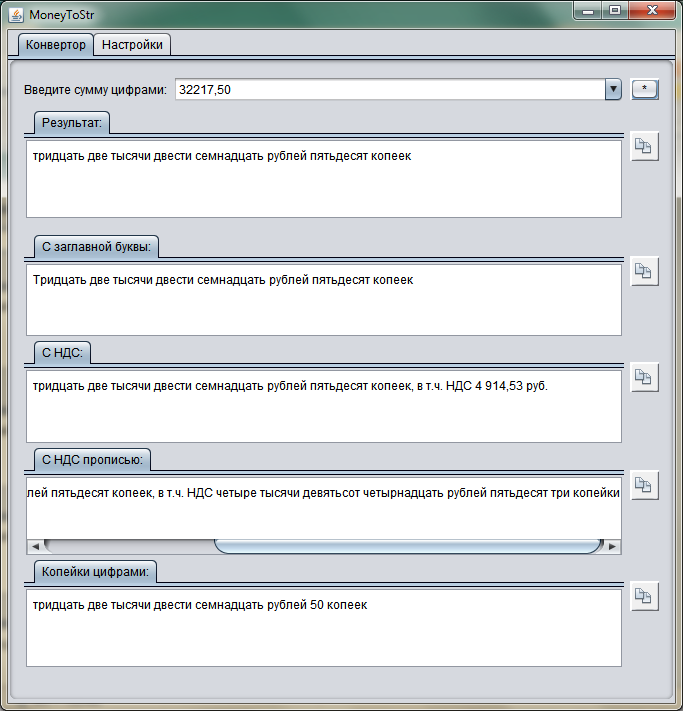 MoneyToStr
Конвертор Настройки
Введите сумму цифрами: 32217,50 *
Результат:
тридцать две тысячи двести семнадцать рублей пятьдесят копеек
С заглавной буквы:
Тридцать две тысячи двести семнадцать рублей пятьдесят копеек
С НДС:
тридцать две тысячи двести семнадцать рублей пятьдесят копеек, в т.ч. НДС 4 914,53 руб.
С НДС прописью:
лей пятьдесят копеек, в т.ч. НДС четыре тысячи девятьсот четырнадцать рублей пятьдесят три копейки
Копейки цифрами:
тридцать две тысячи двести семнадцать рублей 50 копеек